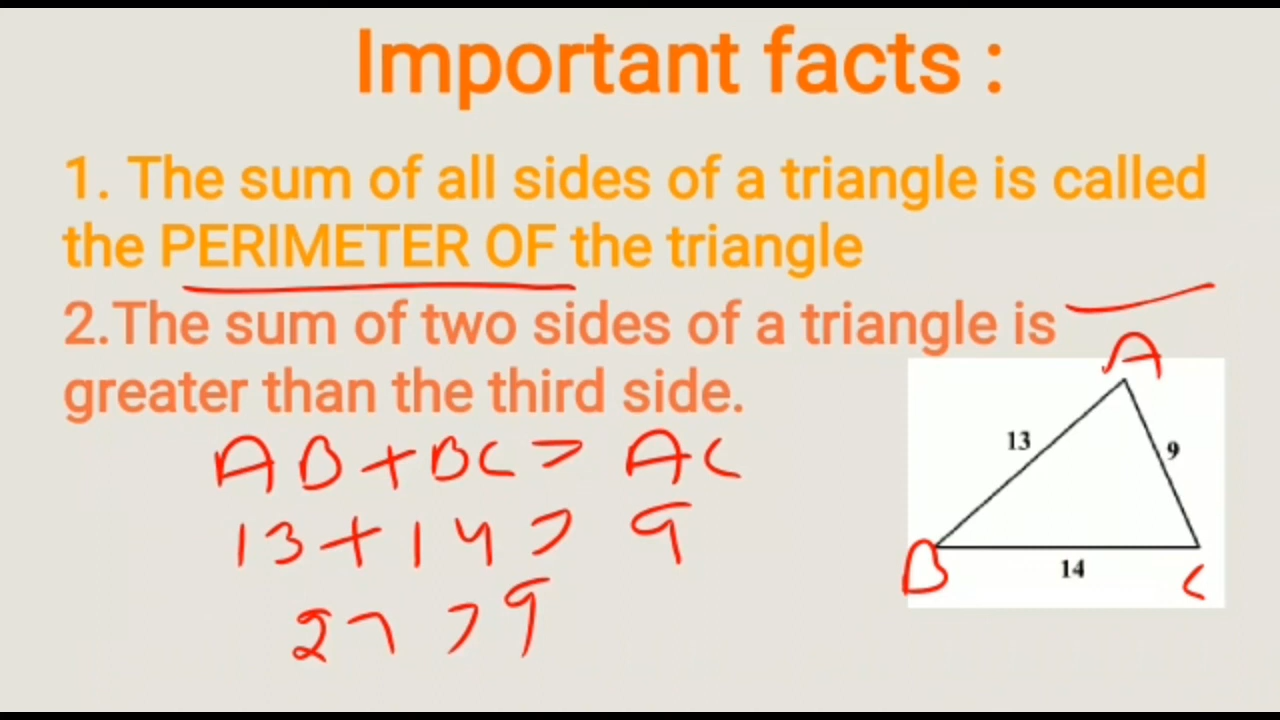 Important facts :
1. The sum of all sides of a triangle is called
the PERIMETER OF the triangle
2.The sum of two sides of a triangle is
greater than the third side.
AB+BC> AC
13+14> 9
27 >9
A
13
9
B
14
C